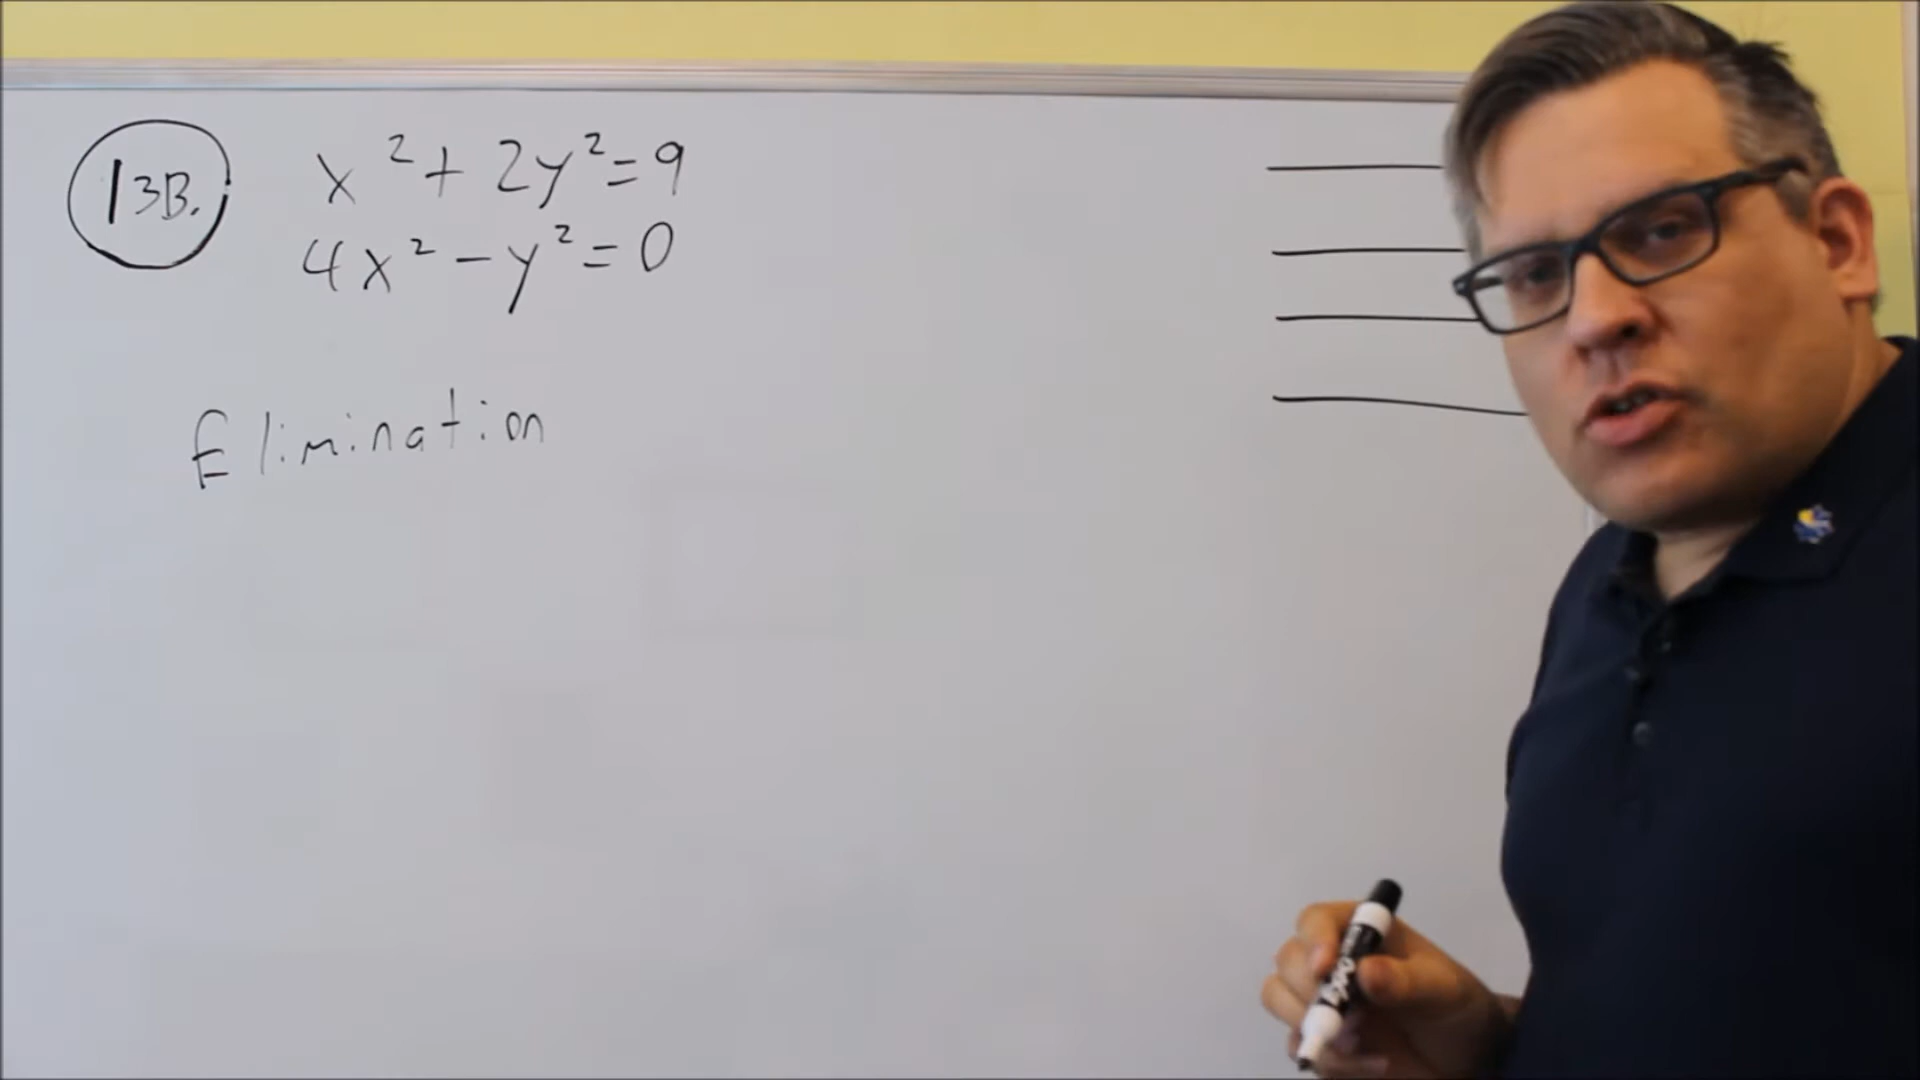 13B.
x² + 2y² = 9
4x² - y² = 0
Elimination